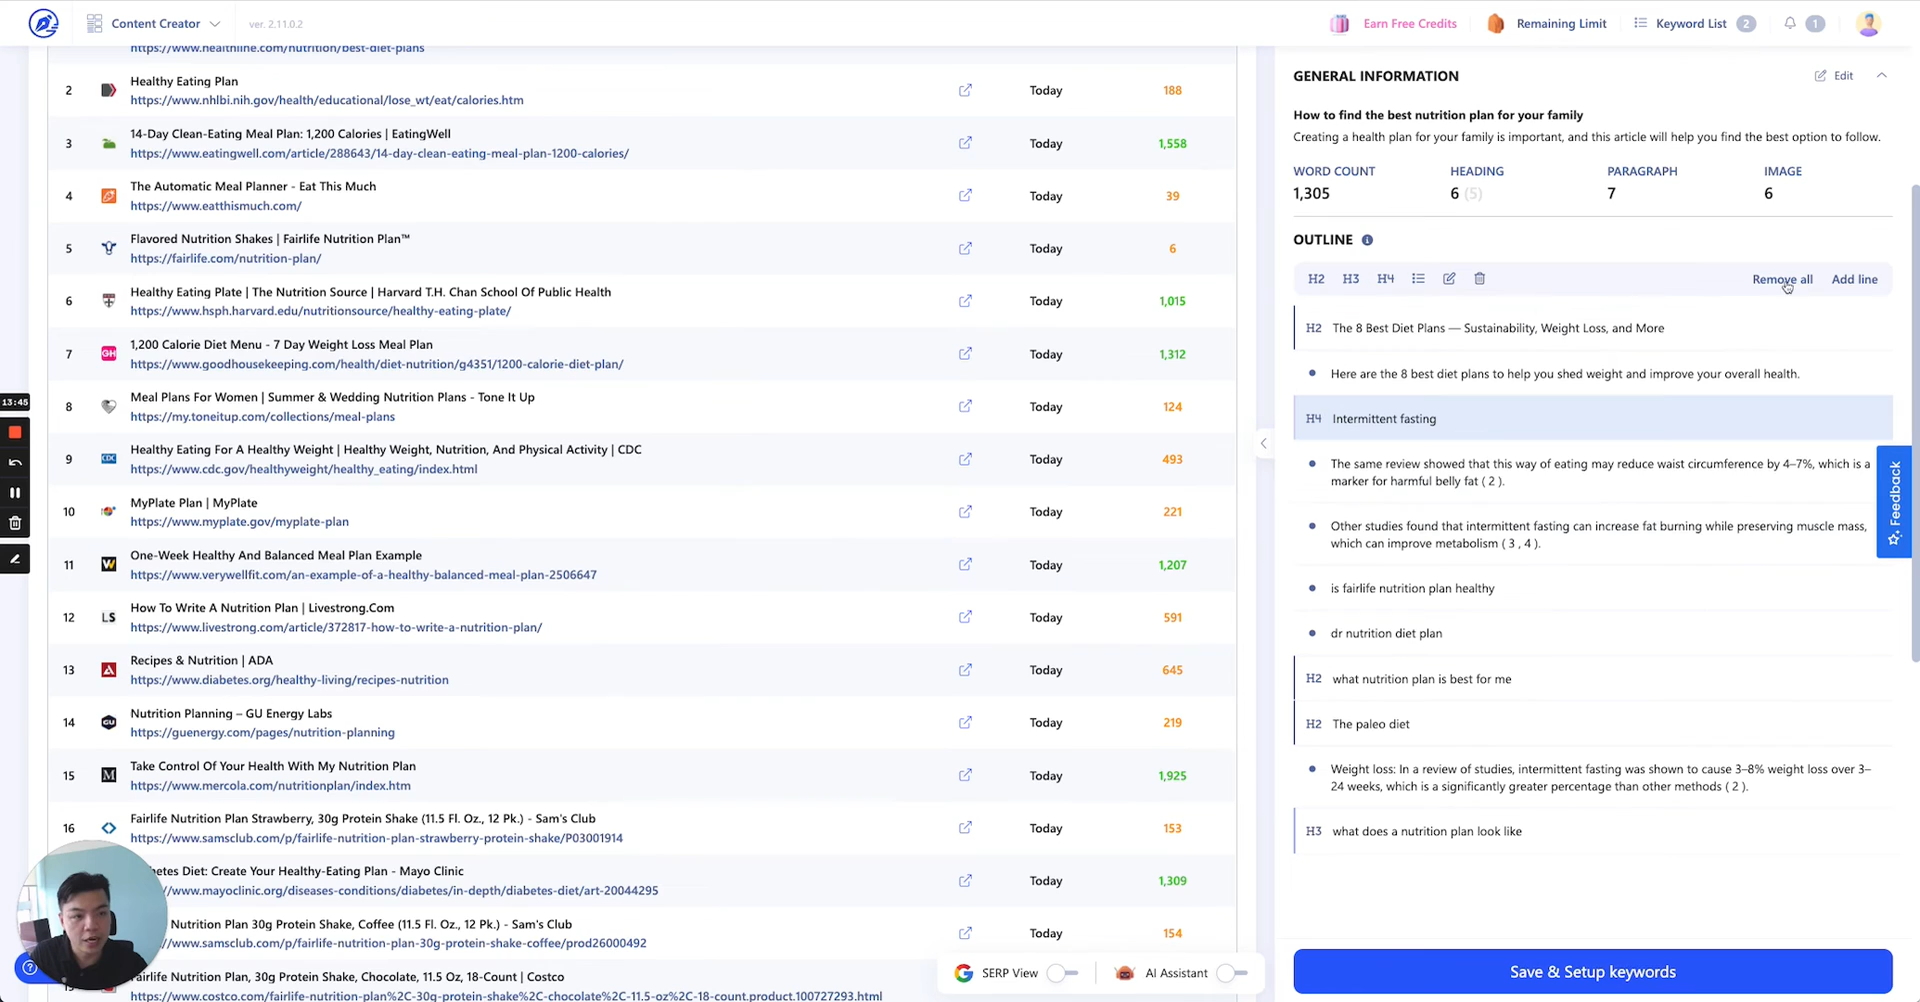 Content Creator
ver. 2.11.0.2
Earn Free Credits
Remaining Limit
Keyword List 2
1
https://www.healthline.com/nutrition/best-diet-plans
2 Healthy Eating Plan Today 188
https://www.nhlbi.nih.gov/health/educational/lose_wt/eat/calories.htm
3 14-Day Clean-Eating Meal Plan: 1,200 Calories | EatingWell Today 1,558
https://www.eatingwell.com/article/288643/14-day-clean-eating-meal-plan-1200-calories/
4 The Automatic Meal Planner - Eat This Much Today 39
https://www.eatthismuch.com/
5 Flavored Nutrition Shakes | Fairlife Nutrition Plan™ Today 6
https://fairlife.com/nutrition-plan/
6 Healthy Eating Plate | The Nutrition Source | Harvard T.H. Chan School Of Public Health Today 1,015
https://www.hsph.harvard.edu/nutritionsource/healthy-eating-plate/
7 GH 1,200 Calorie Diet Menu - 7 Day Weight Loss Meal Plan Today 1,312
https://www.goodhousekeeping.com/health/diet-nutrition/g4351/1200-calorie-diet-plan/
8 Meal Plans For Women | Summer & Wedding Nutrition Plans - Tone It Up Today 124
https://my.toneitup.com/collections/meal-plans
9 CDC Healthy Eating For A Healthy Weight | Healthy Weight, Nutrition, And Physical Activity | CDC Today 493
https://www.cdc.gov/healthyweight/healthy_eating/index.html
10 MyPlate Plan | MyPlate Today 221
https://www.myplate.gov/myplate-plan
11 W One-Week Healthy And Balanced Meal Plan Example Today 1,207
https://www.verywellfit.com/an-example-of-a-healthy-balanced-meal-plan-2506647
12 LS How To Write A Nutrition Plan | Livestrong.Com Today 591
https://www.livestrong.com/article/372817-how-to-write-a-nutrition-plan/
13 Recipes & Nutrition | ADA Today 645
https://www.diabetes.org/healthy-living/recipes-nutrition
14 GU Nutrition Planning – GU Energy Labs Today 219
https://guenergy.com/pages/nutrition-planning
15 M Take Control Of Your Health With My Nutrition Plan Today 1,925
https://www.mercola.com/nutritionplan/index.htm
16 Fairlife Nutrition Plan Strawberry, 30g Protein Shake (11.5 Fl. Oz., 12 Pk.) - Sam's Club Today 153
https://www.samsclub.com/p/fairlife-nutrition-plan-strawberry-protein-shake/P03001914
etes Diet: Create Your Healthy-Eating Plan - Mayo Clinic Today 1,309
www.mayoclinic.org/diseases-conditions/diabetes/in-depth/diabetes-diet/art-20044295
Nutrition Plan 30g Protein Shake, Coffee (11.5 Fl. Oz., 12 Pk.) - Sam's Club Today 154
www.samsclub.com/p/fairlife-nutrition-plan-30g-protein-shake-coffee/prod26000492
airlife Nutrition Plan, 30g Protein Shake, Chocolate, 11.5 Oz, 18-Count | Costco
https://www.costco.com/fairlife-nutrition-plan%2C-30g-protein-shake%2C-chocolate%2C-11.5-oz%2C-18-count.product.100727293.html
13:45
SERP View
AI Assistant
GENERAL INFORMATION
Edit
How to find the best nutrition plan for your family
Creating a health plan for your family is important, and this article will help you find the best option to follow.
WORD COUNT HEADING PARAGRAPH IMAGE
1,305 6 (5) 7 6
OUTLINE
H2 H3 H4 Remove all Add line
H2 The 8 Best Diet Plans — Sustainability, Weight Loss, and More
Here are the 8 best diet plans to help you shed weight and improve your overall health.
H4 Intermittent fasting
The same review showed that this way of eating may reduce waist circumference by 4–7%, which is a
marker for harmful belly fat ( 2 ).
Other studies found that intermittent fasting can increase fat burning while preserving muscle mass,
which can improve metabolism ( 3 , 4 ).
is fairlife nutrition plan healthy
dr nutrition diet plan
H2 what nutrition plan is best for me
H2 The paleo diet
Weight loss: In a review of studies, intermittent fasting was shown to cause 3–8% weight loss over 3–
24 weeks, which is a significantly greater percentage than other methods ( 2 ).
H3 what does a nutrition plan look like
Feedback
Save & Setup keywords